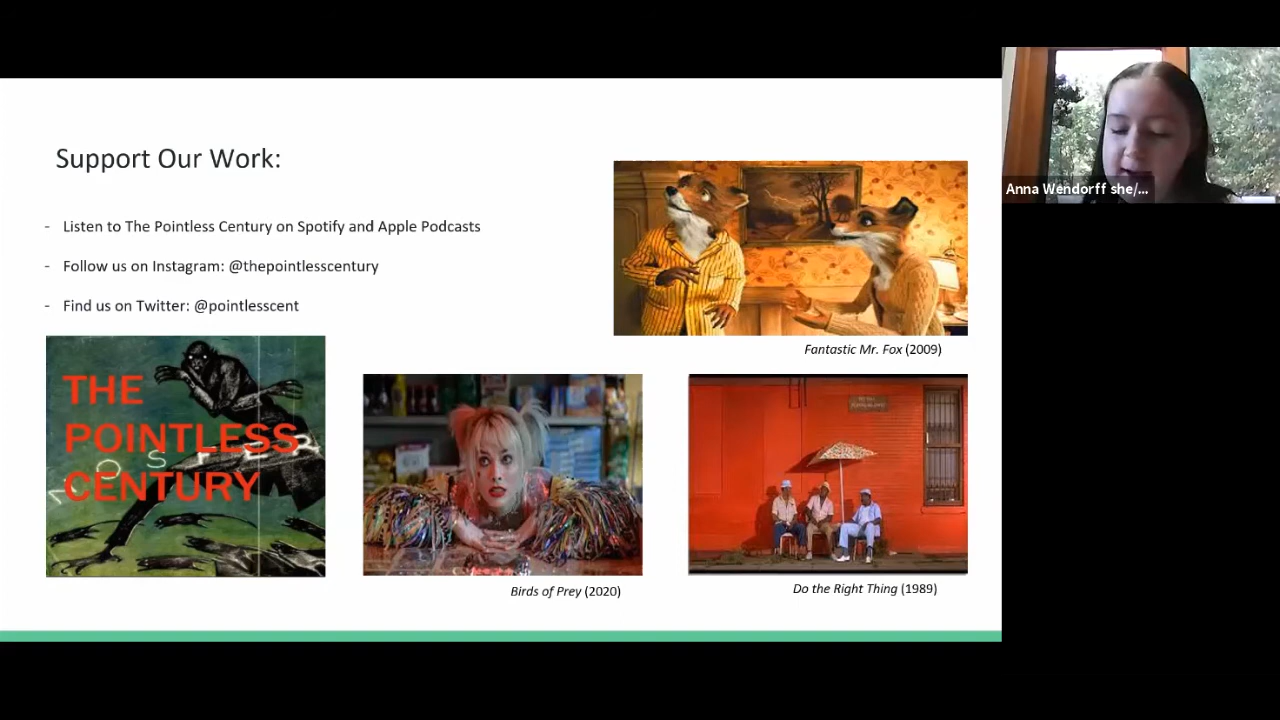 Support Our Work:
- Listen to The Pointless Century on Spotify and Apple Podcasts
- Follow us on Instagram: @thepointlesscentury
- Find us on Twitter: @pointlesscent
Anna Wendorff she/...
Fantastic Mr. Fox (2009)
THE
POINTLESS
CENTURY
Birds of Prey (2020)
Do the Right Thing (1989)